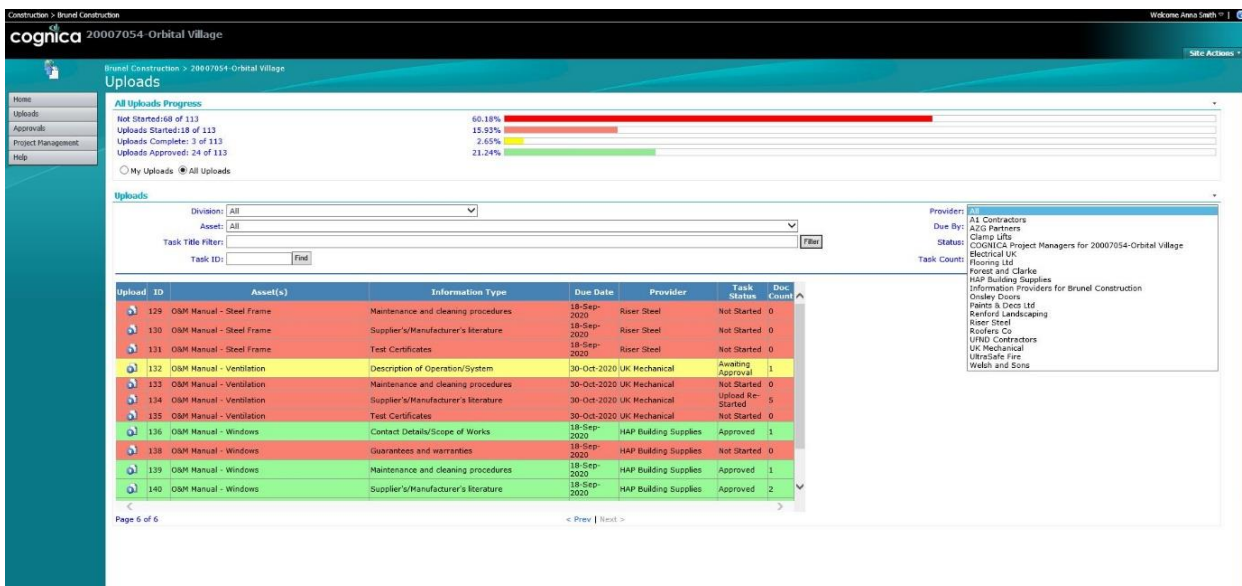 Construction > Brunel Construction
Welcome Anna Smith
cognica 20007054-Orbital Village
Site Actions
Brunel Construction > 20007054-Orbital Village
Uploads
Home
Uploads
Approvals
Project Management
Help
All Uploads Progress
Not Started:68 of 113 60.18%
Uploads Started:18 of 113 15.93%
Uploads Complete: 3 of 113 2.65%
Uploads Approved: 24 of 113 21.24%
My Uploads All Uploads
Uploads
Division: All
Asset: All
Task Title Filter: Filter
Task ID: Find
Provider: All
Due By:
Status:
Task Count:
All
A1 Contractors
AZG Partners
Clamp Lifts
COGNICA Project Managers for 20007054-Orbital Village
Electrical UK
Flooring Ltd
Forest and Clarke
HAP Building Supplies
Information Providers for Brunel Construction
Onsley Doors
Paints & Decs Ltd
Renford Landscaping
Riser Steel
Roofers Co
UFND Contractors
UK Mechanical
UltraSafe Fire
Welsh and Sons
Upload ID Asset(s) Information Type Due Date Provider Task Status Doc Count
129 O&M Manual - Steel Frame Maintenance and cleaning procedures 18-Sep-2020 Riser Steel Not Started 0
130 O&M Manual - Steel Frame Supplier's/Manufacturer's literature 18-Sep-2020 Riser Steel Not Started 0
131 O&M Manual - Steel Frame Test Certificates 18-Sep-2020 Riser Steel Not Started 0
132 O&M Manual - Ventilation Description of Operation/System 30-Oct-2020 UK Mechanical Awaiting Approval 1
133 O&M Manual - Ventilation Maintenance and cleaning procedures 30-Oct-2020 UK Mechanical Not Started 0
134 O&M Manual - Ventilation Supplier's/Manufacturer's literature 30-Oct-2020 UK Mechanical Upload Re-Started 5
135 O&M Manual - Ventilation Test Certificates 30-Oct-2020 UK Mechanical Not Started 0
136 O&M Manual - Windows Contact Details/Scope of Works 18-Sep-2020 HAP Building Supplies Approved 1
138 O&M Manual - Windows Guarantees and warranties 18-Sep-2020 HAP Building Supplies Not Started 0
139 O&M Manual - Windows Maintenance and cleaning procedures 18-Sep-2020 HAP Building Supplies Approved 1
140 O&M Manual - Windows Supplier's/Manufacturer's literature 18-Sep-2020 HAP Building Supplies Approved 2
Page 6 of 6
< Prev | Next >